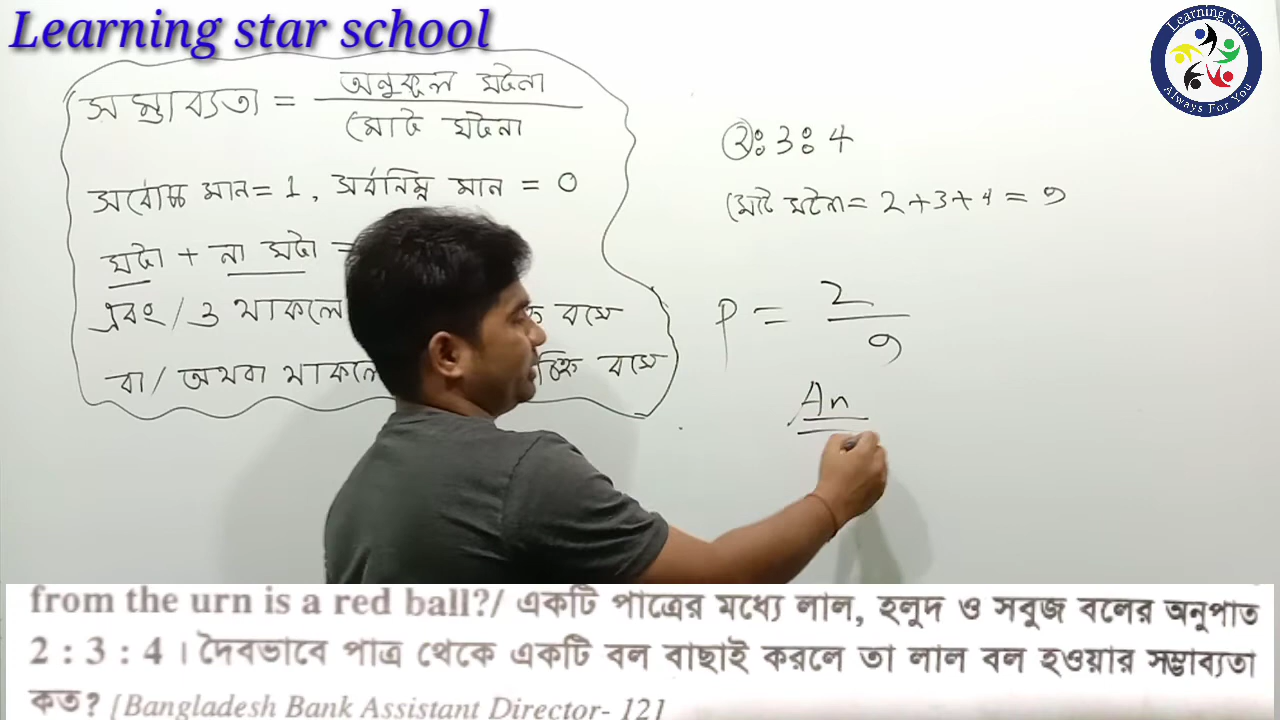 Learning star school
Learning Star
Always For You
সম্ভাব্যতা = অনুকূল ঘটনা
মোট ঘটনা
সর্বোচ্চ মান = 1, সর্বনিম্ন মান = 0
ঘটা + না ঘটা =
এবং/ও থাকলে বসে
বা/অথবা থাকলে চিহ্ন বসে
2:3:4
মোট ঘটনা = 2+3+4 = 9
P = 2
9
An
from the urn is a red ball?/ একটি পাত্রের মধ্যে লাল, হলুদ ও সবুজ বলের অনুপাত
2 : 3 : 4 । দৈবভাবে পাত্র থেকে একটি বল বাছাই করলে তা লাল বল হওয়ার সম্ভাব্যতা
কত? [Bangladesh Bank Assistant Director- 12]